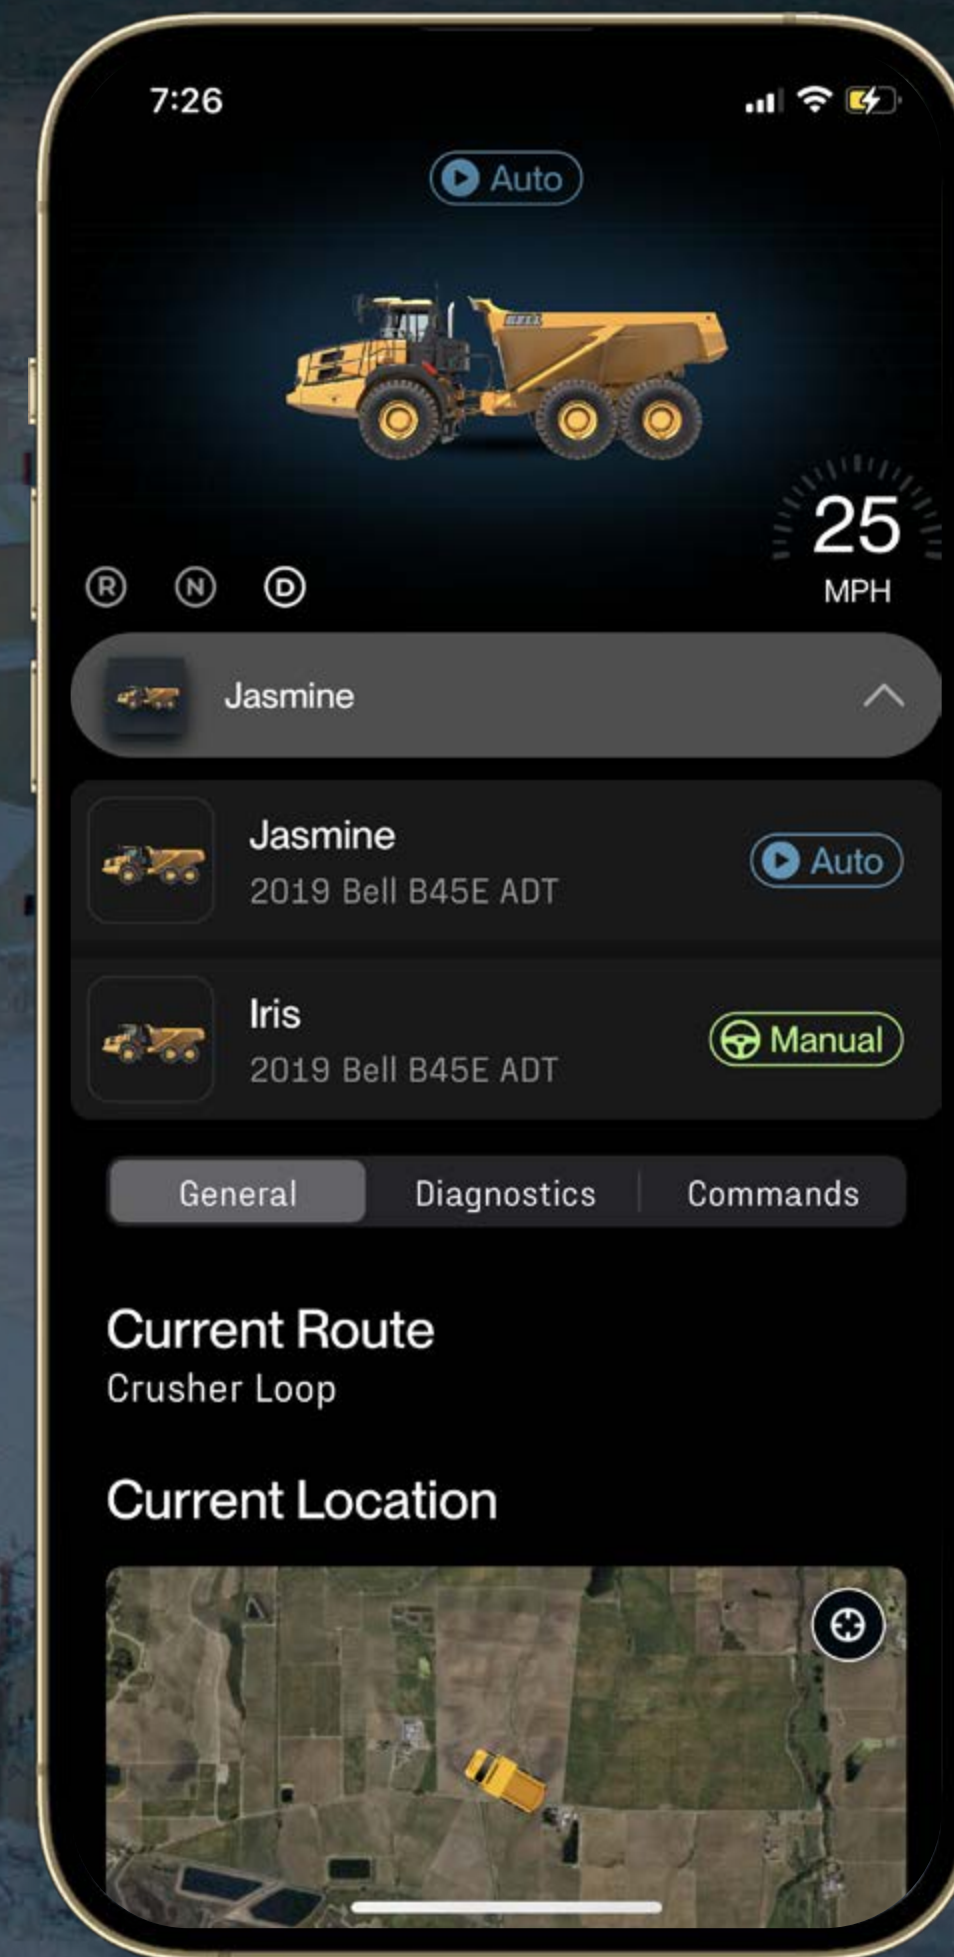 7:26
Auto
BELL
25
MPH
R N D
Jasmine
Jasmine
2019 Bell B45E ADT
Auto
Iris
2019 Bell B45E ADT
Manual
General Diagnostics Commands
Current Route
Crusher Loop
Current Location